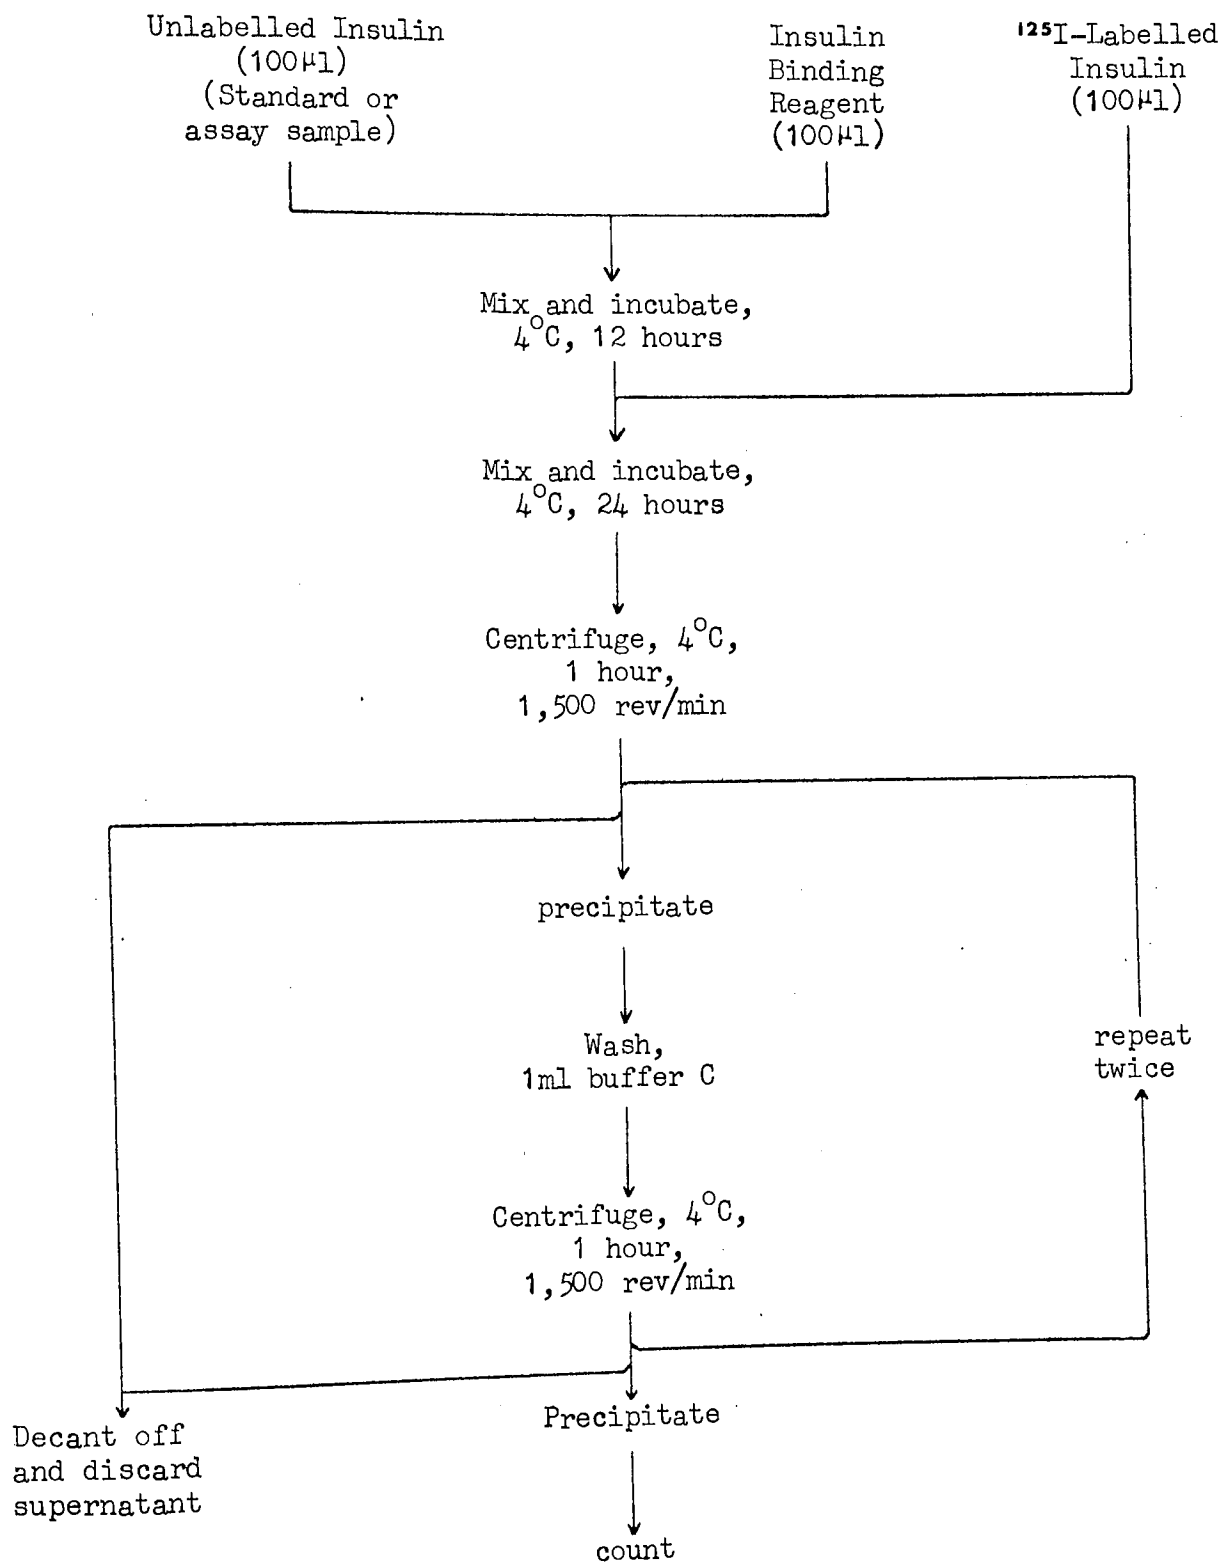 Unlabelled Insulin
(100µl)
(Standard or
assay sample)
Insulin
Binding
Reagent
(100µl)
¹²⁵I-Labelled
Insulin
(100µl)
Mix and incubate,
4°C, 12 hours
Mix and incubate,
4°C, 24 hours
Centrifuge, 4°C,
1 hour,
1,500 rev/min
precipitate
Wash,
1ml buffer C
repeat
twice
Centrifuge, 4°C,
1 hour,
1,500 rev/min
Precipitate
Decant off
and discard
supernatant
count